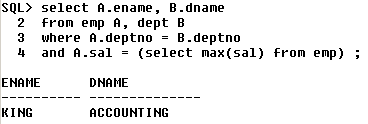 SQL> select A.ename, B.dname
2 from emp A, dept B
3 where A.deptno = B.deptno
4 and A.sal = (select max(sal) from emp) ;
ENAME DNAME
---------- --------------
KING ACCOUNTING